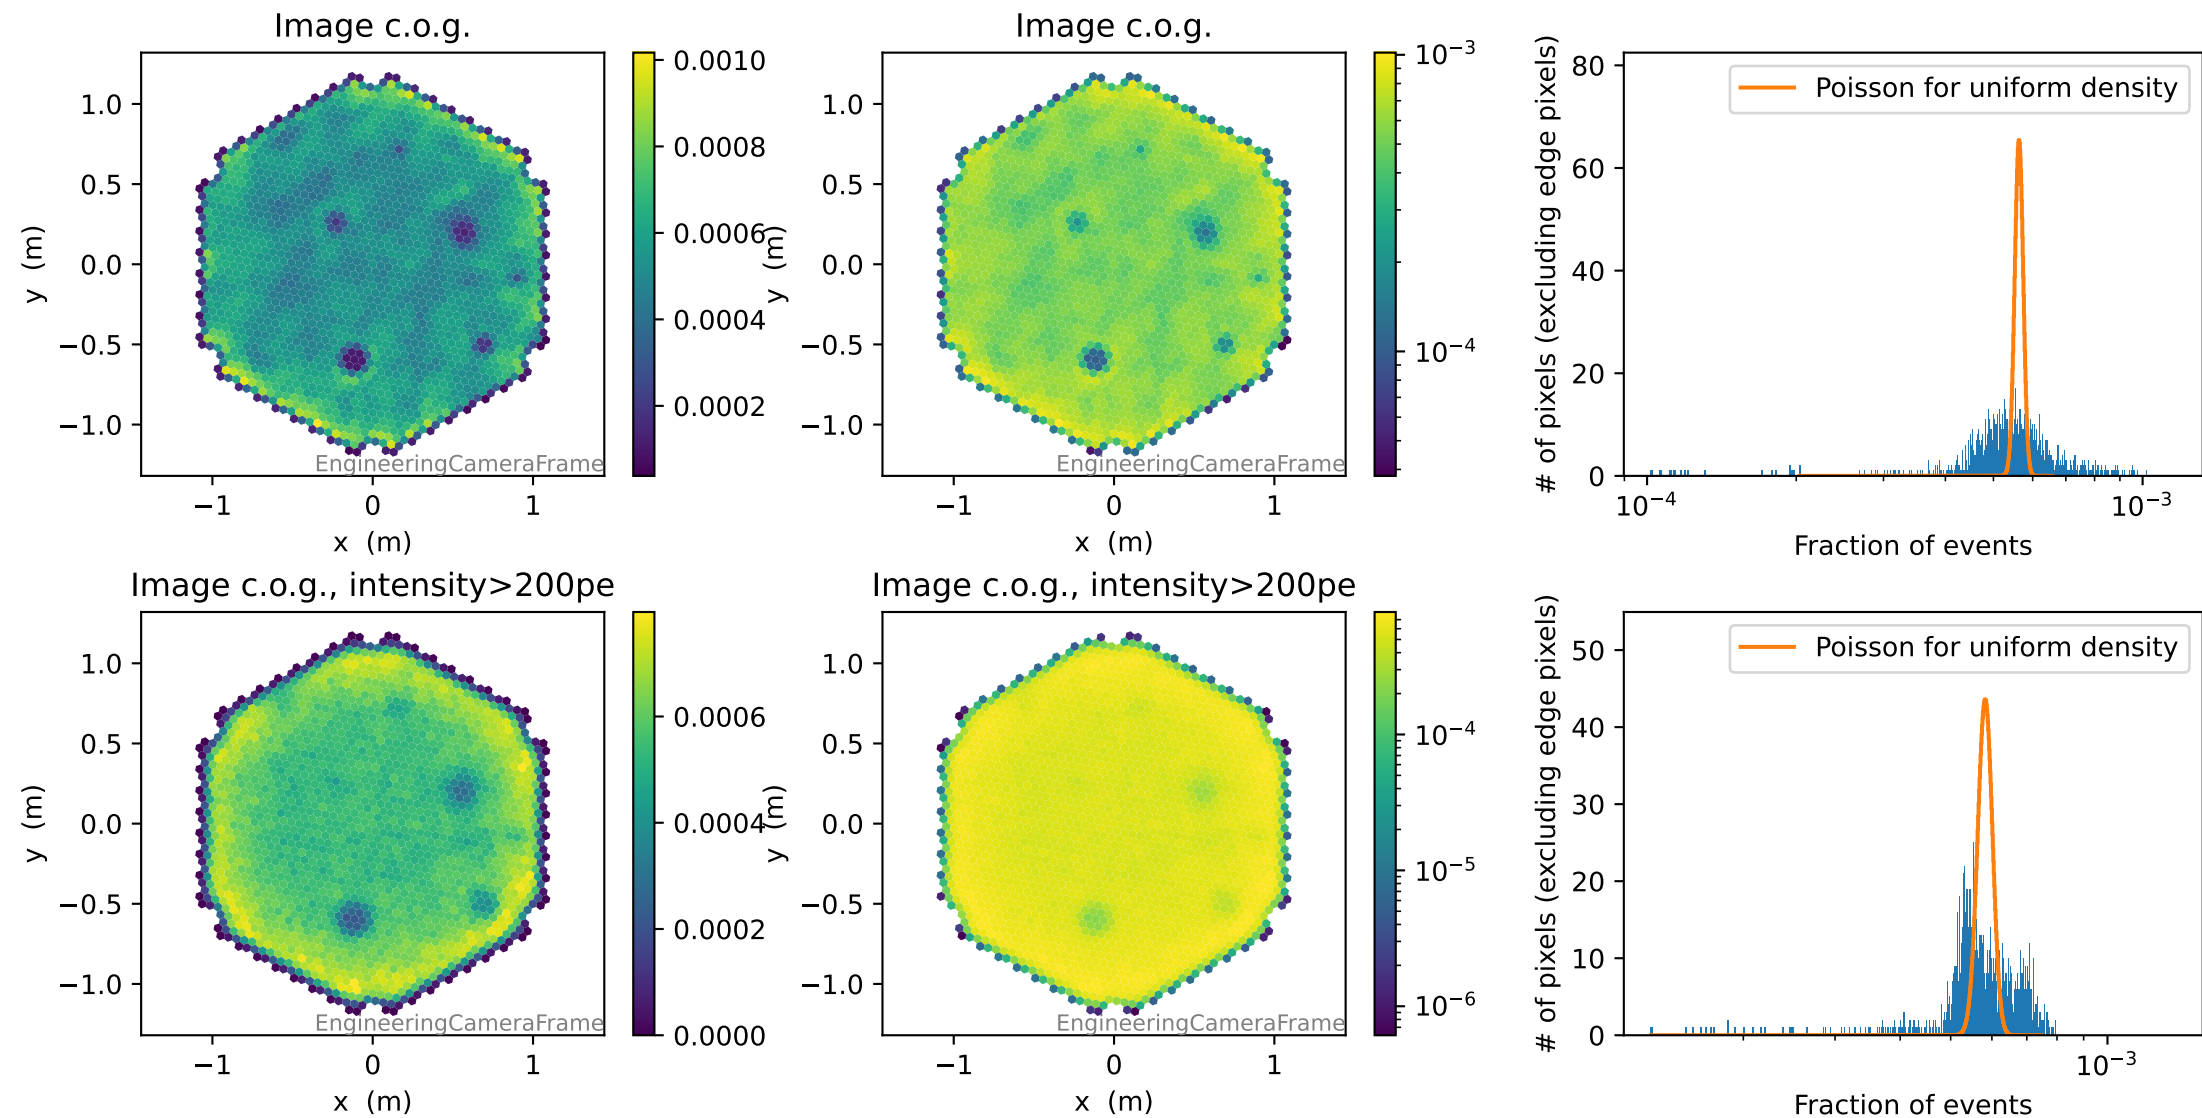 Image c.o.g.
1.0
0.5
0.0
−0.5
−1.0
y (m)
−1 0 1
x (m)
EngineeringCameraFrame
0.0010
0.0008
0.0006
0.0004
0.0002
Image c.o.g.
1.0
0.5
0.0
−0.5
−1.0
y (m)
−1 0 1
x (m)
EngineeringCameraFrame
10−3
10−4
# of pixels (excluding edge pixels)
80
60
40
20
0
Poisson for uniform density
10−4 10−3
Fraction of events
Image c.o.g., intensity>200pe
1.0
0.5
0.0
−0.5
−1.0
y (m)
−1 0 1
x (m)
EngineeringCameraFrame
0.0006
0.0004
0.0002
0.0000
Image c.o.g., intensity>200pe
1.0
0.5
0.0
−0.5
−1.0
y (m)
−1 0 1
x (m)
EngineeringCameraFrame
10−4
10−5
10−6
# of pixels (excluding edge pixels)
50
40
30
20
10
0
Poisson for uniform density
10−3
Fraction of events